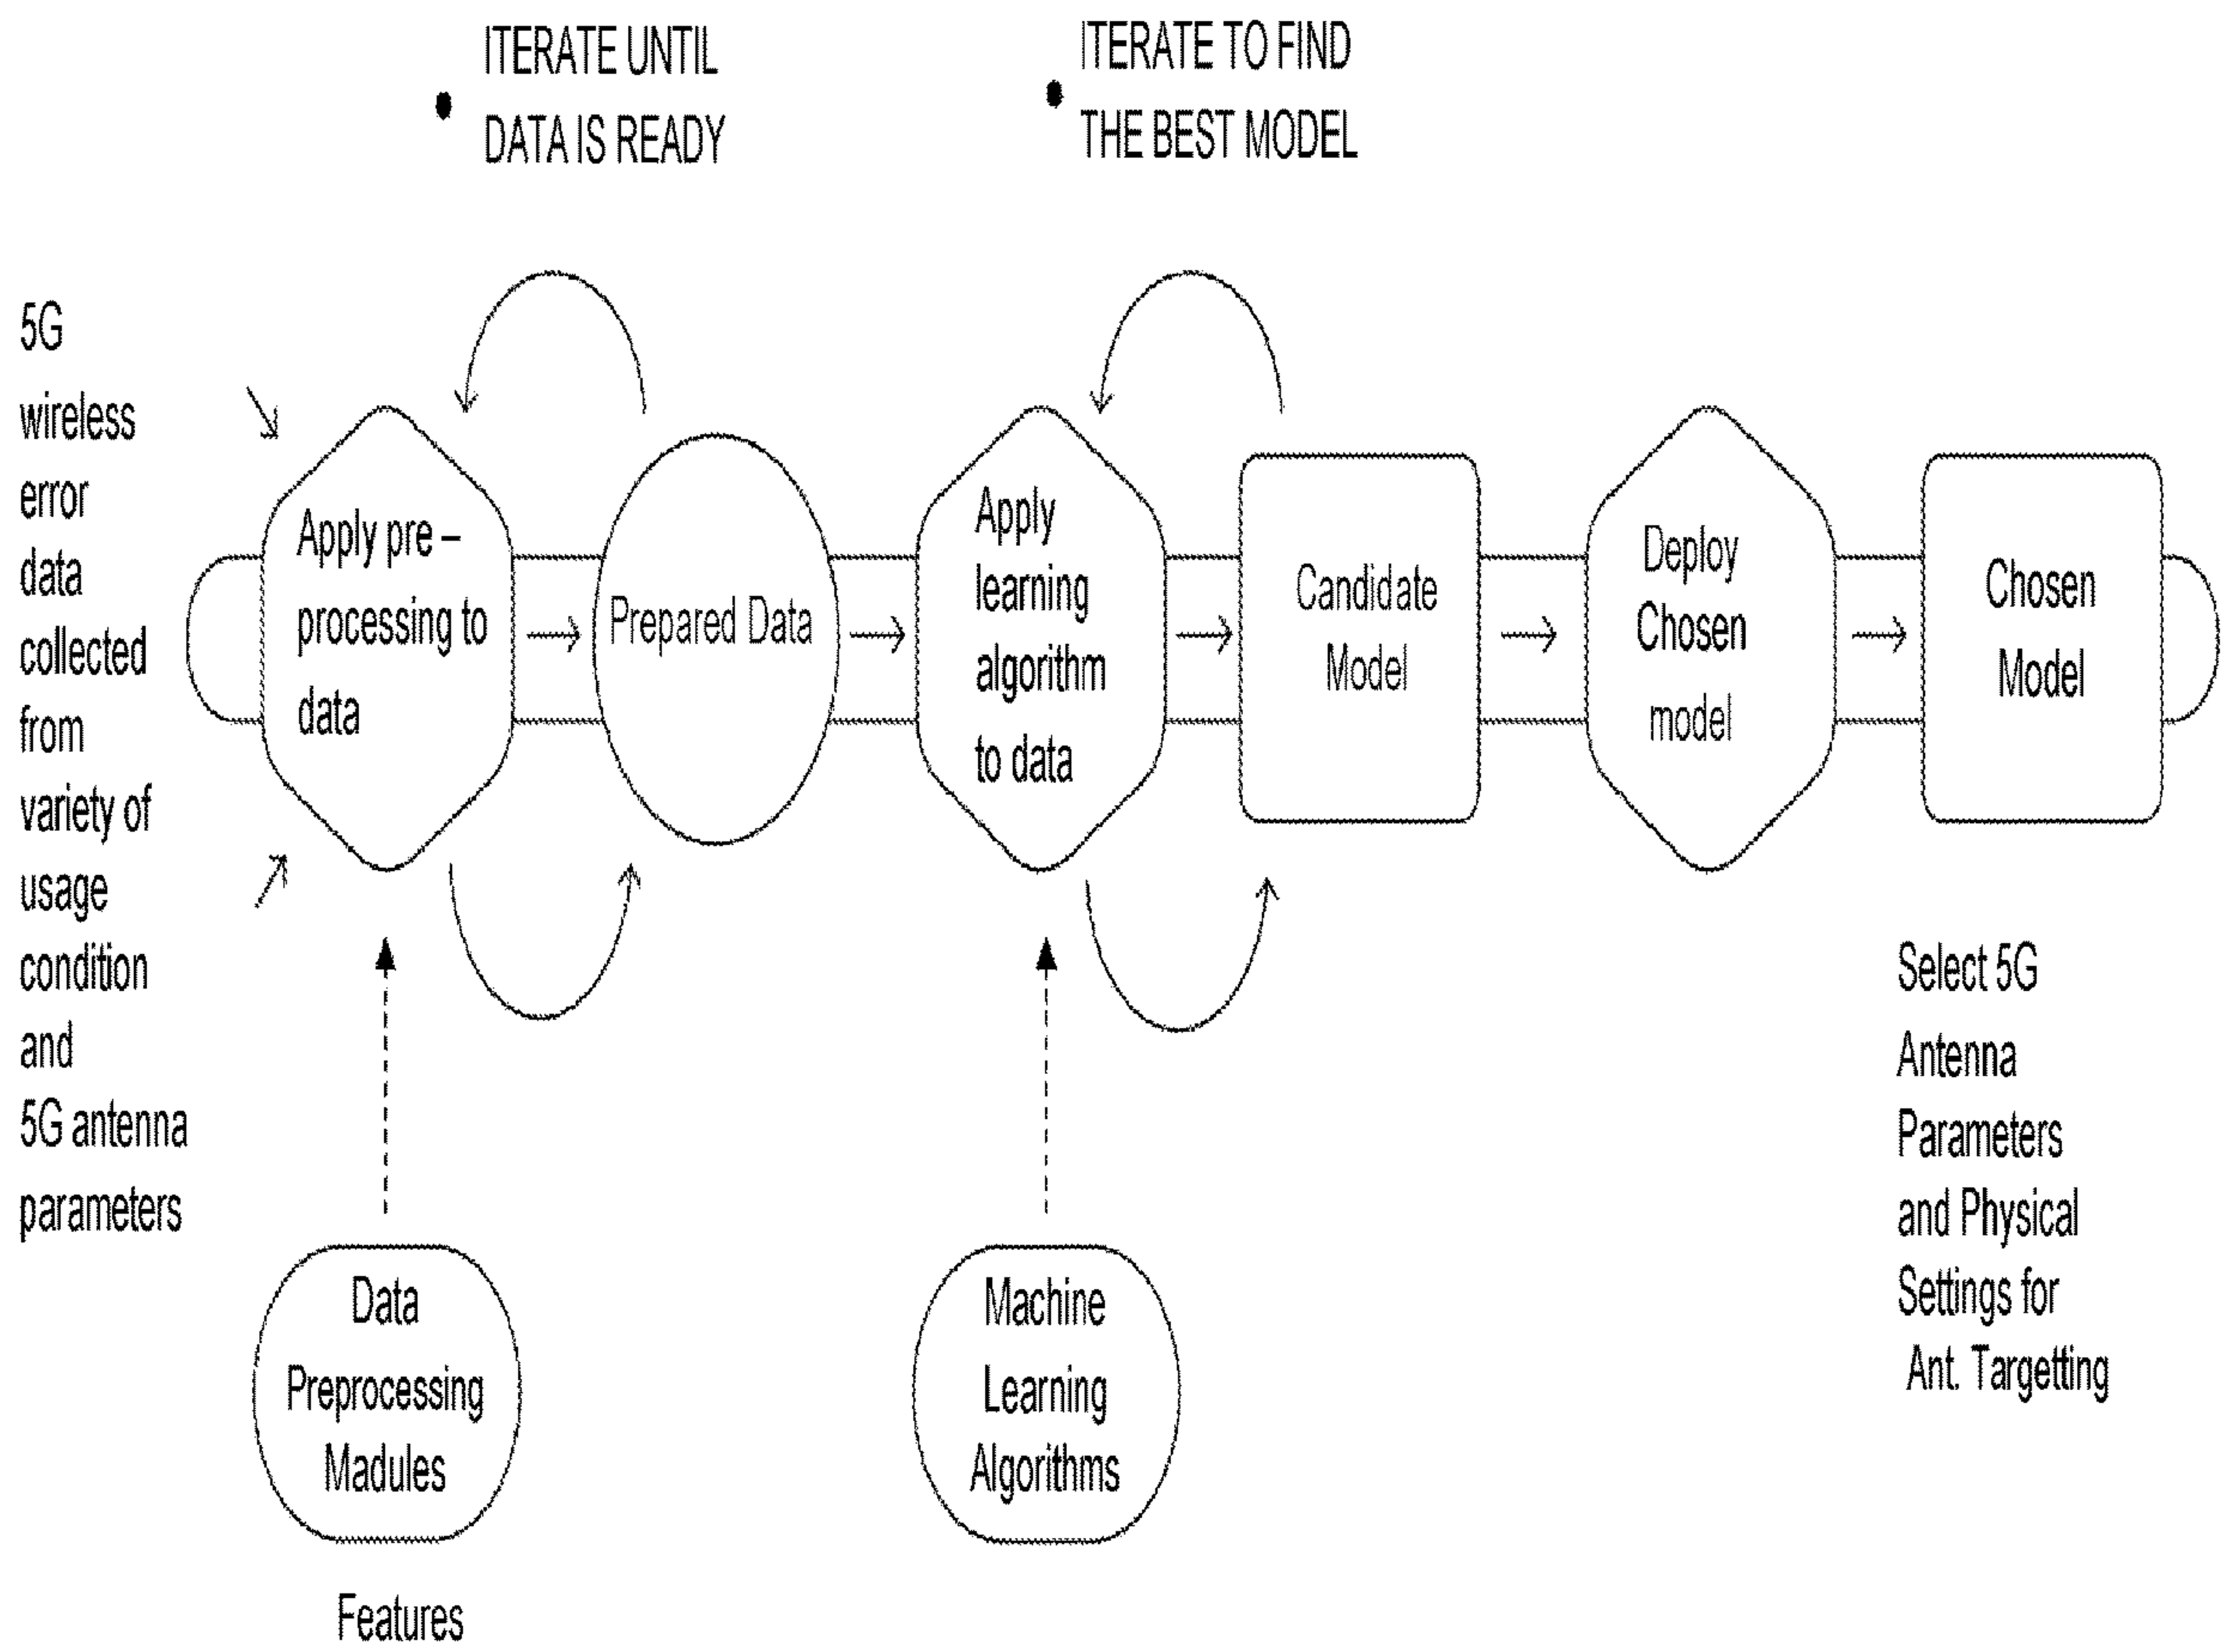 ITERATE UNTIL
DATA IS READY
ITERATE TO FIND
THE BEST MODEL
5G
wireless
error
data
collected
from
variety of
usage
condition
and
5G antenna
parameters
Apply pre –
processing to
data
Prepared Data
Apply
learning
algorithm
to data
Candidate
Model
Deploy
Chosen
model
Chosen
Model
Data
Preprocessing
Madules
Features
Machine
Learning
Algorithms
Select 5G
Antenna
Parameters
and Physical
Settings for
Ant. Targetting